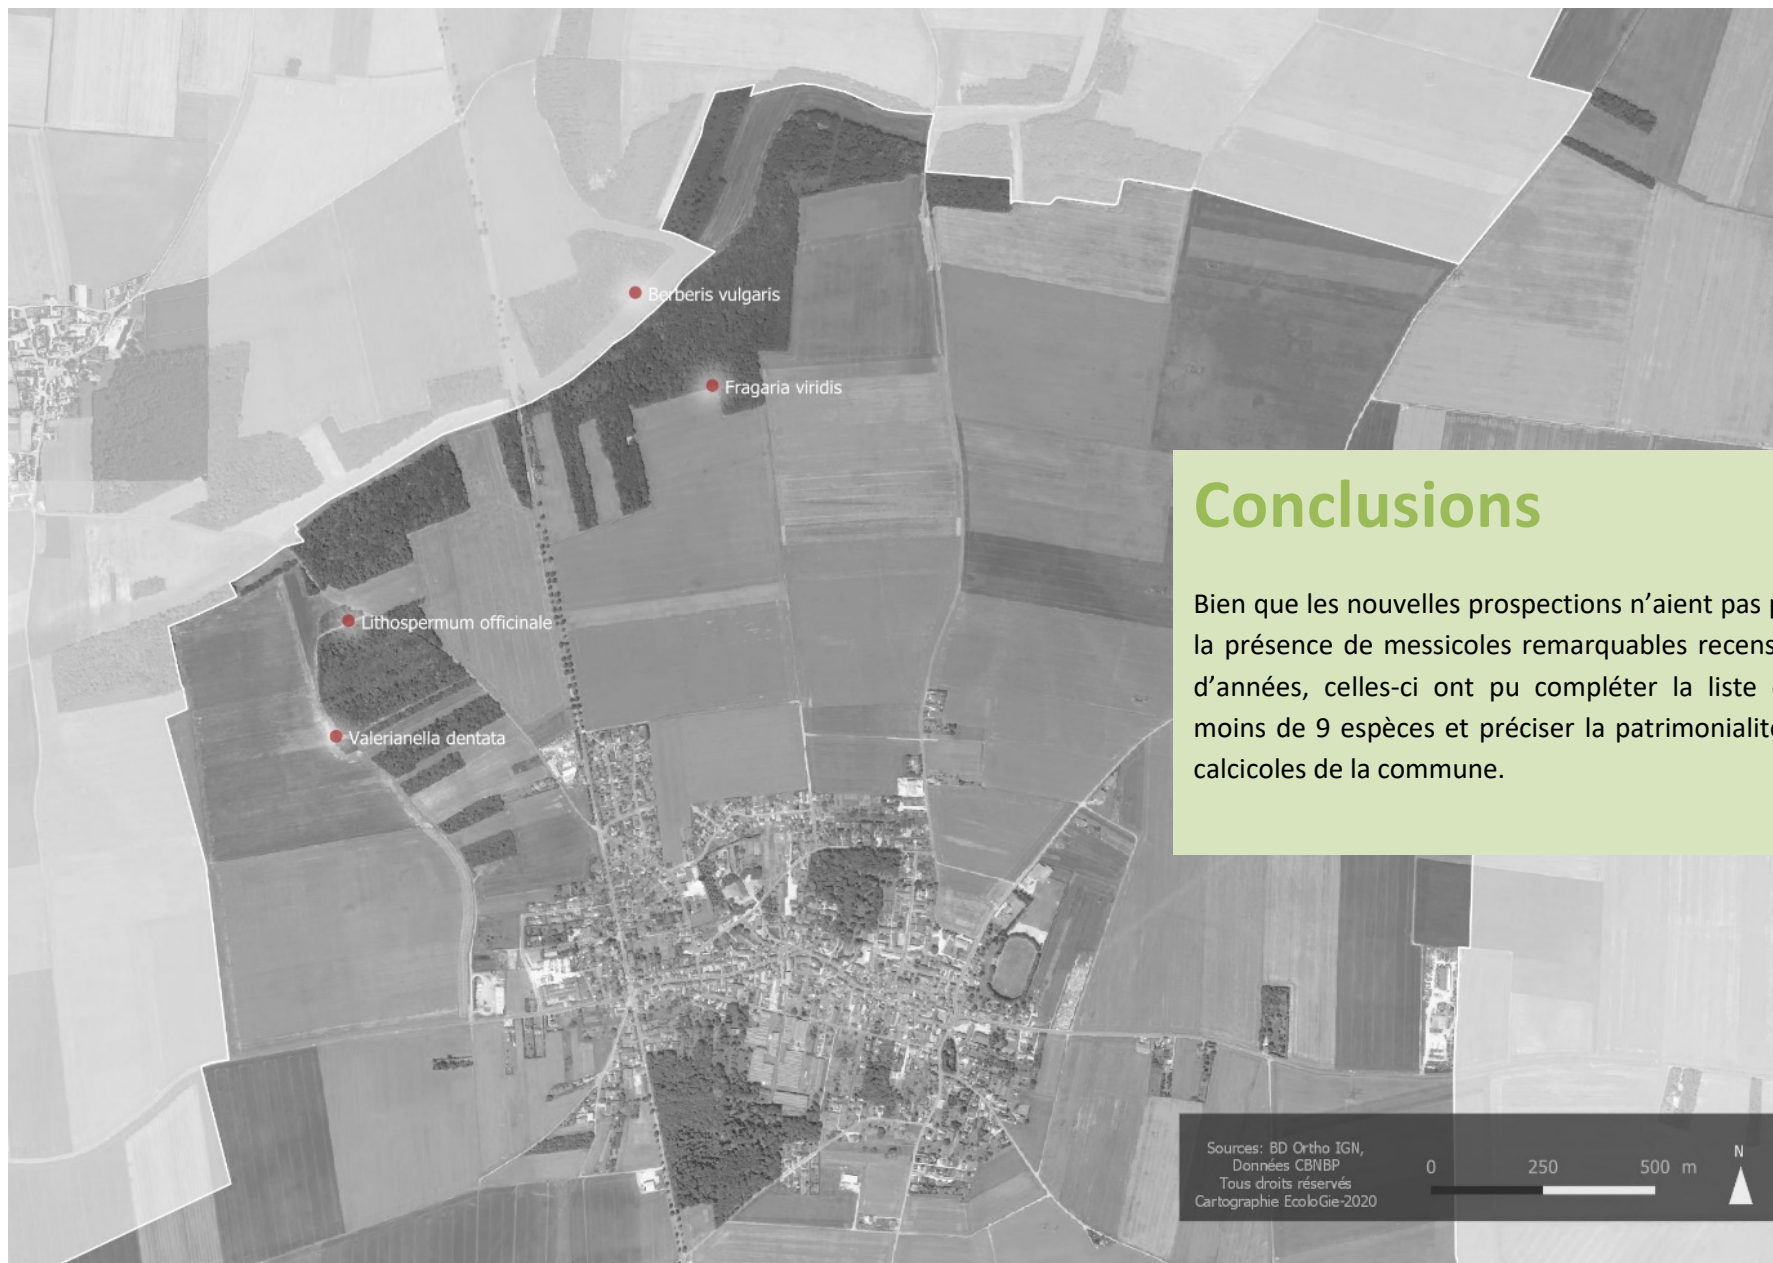 Berberis vulgaris
Fragaria viridis
Conclusions
Bien que les nouvelles prospections n’aient pas
la présence de messicoles remarquables
d’années, celles-ci ont pu compléter la liste
Lithospermum officinale
moins de 9 espèces et préciser la
Valerianella dentata
calcicoles de la commune.
Sources: BD Ortho IGN,
Données CBNBP
Tous droits réservés
Cartographie EcoloGie-2020
0 250 500 m
N